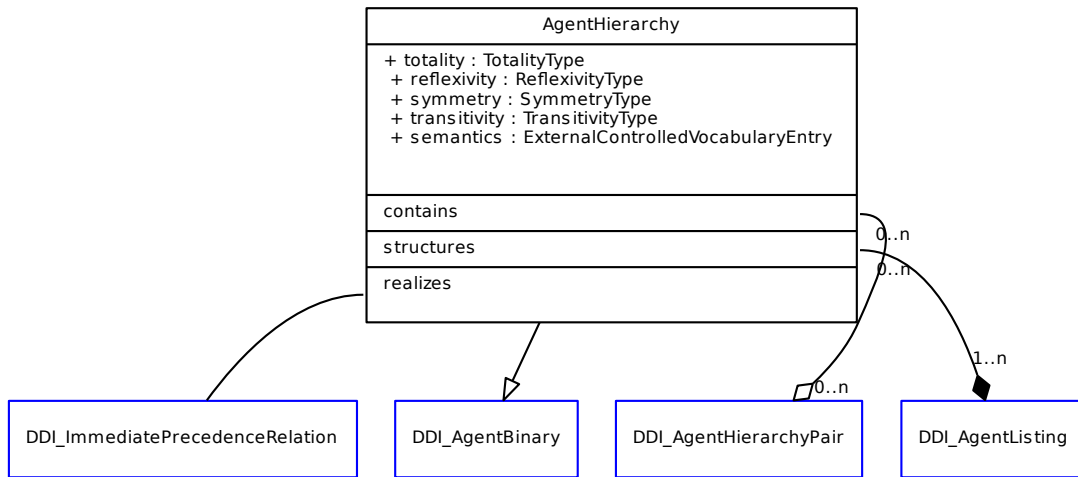 AgentHierarchy
+ totality : TotalityType
+ reflexivity : ReflexivityType
+ symmetry : SymmetryType
+ transitivity : TransitivityType
+ semantics : ExternalControlledVocabularyEntry
contains
0..n
structures
0..n
realizes
1..n
0..n
DDI_ImmediatePrecedenceRelation
DDI_AgentBinary
DDI_AgentHierarchyPair
DDI_AgentListing